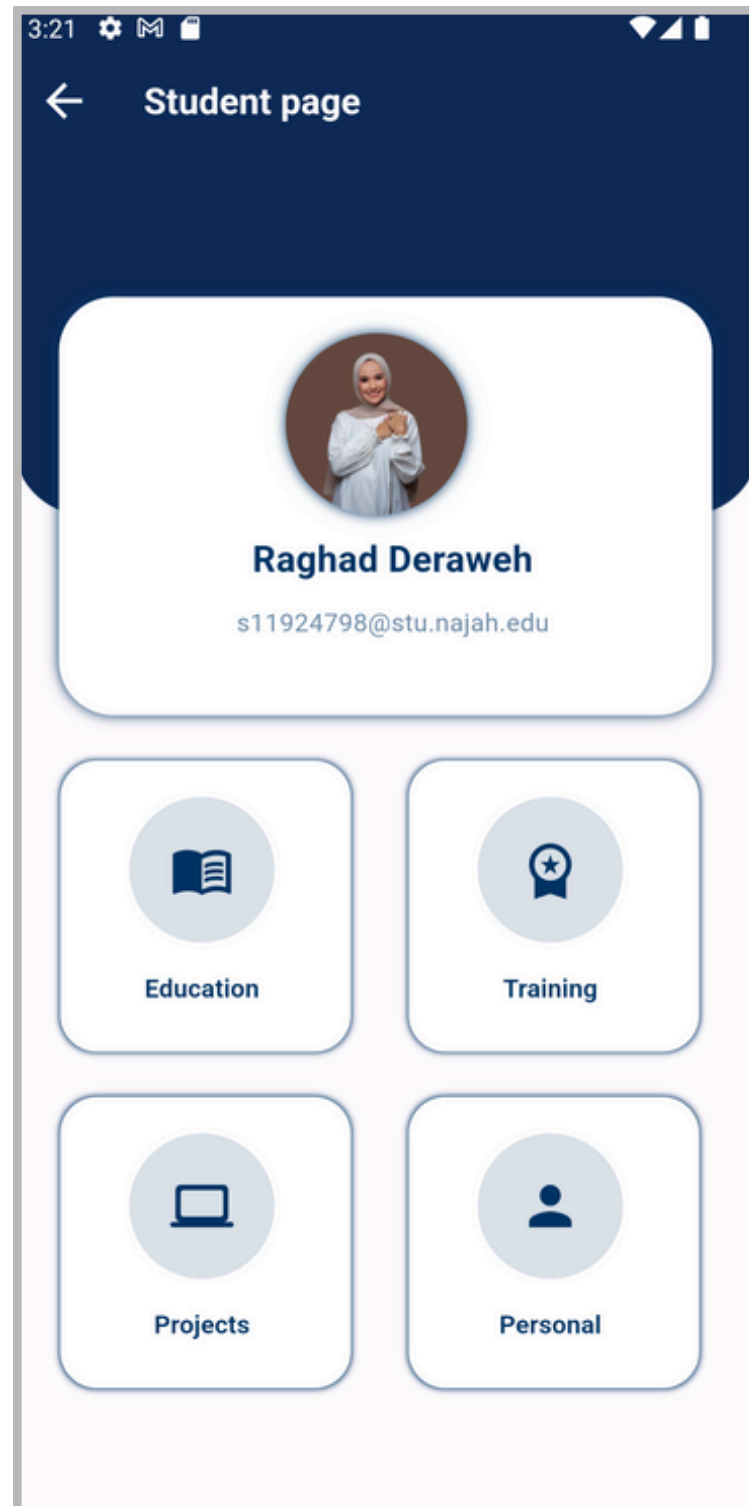 3:21
Student page
Raghad Deraweh
s11924798@stu.najah.edu
Education
Training
Projects
Personal